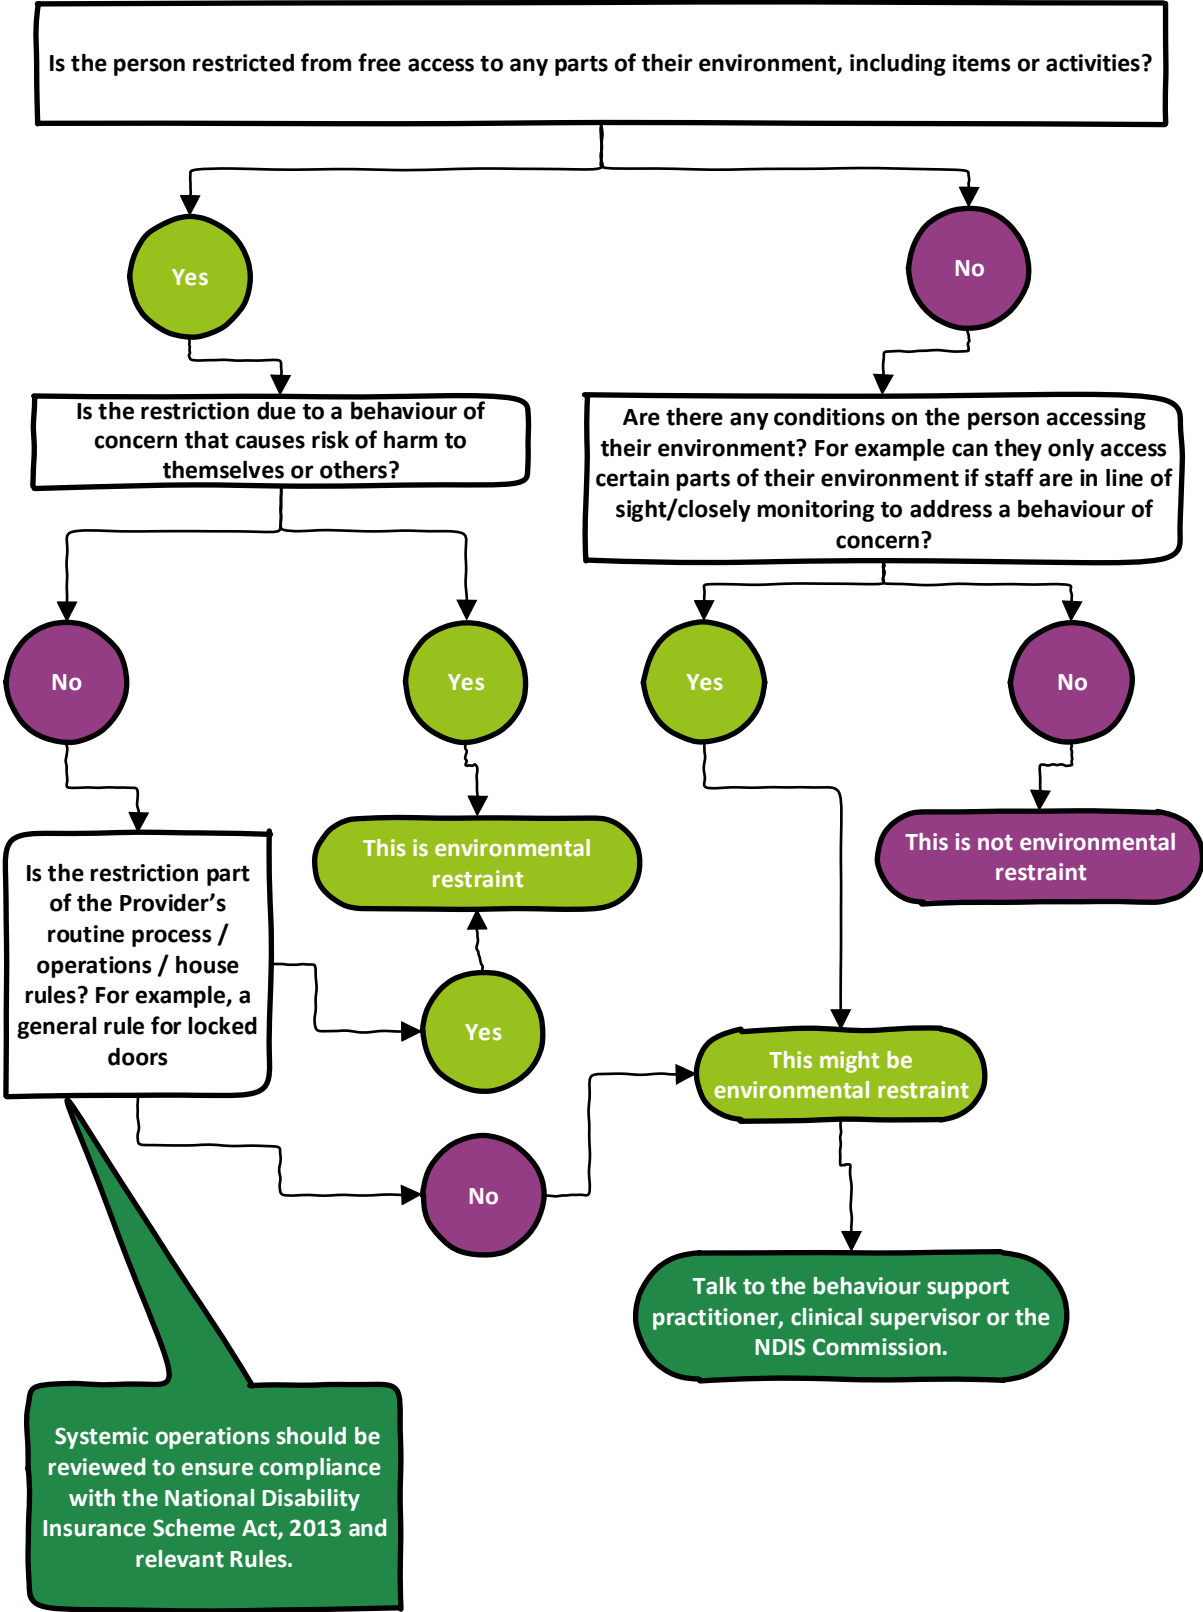 Is the person restricted from free access to any parts of their environment, including items or activities?
Yes
No
Is the restriction due to a behaviour of
concern that causes risk of harm to
themselves or others?
Are there any conditions on the person accessing
their environment? For example can they only access
certain parts of their environment if staff are in line of
sight/closely monitoring to address a behaviour of
concern?
No
Yes
Yes
No
This is environmental
restraint
This is not environmental
restraint
Is the restriction part
of the Provider’s
routine process /
operations / house
rules? For example, a
general rule for locked
doors
Yes
This might be
environmental restraint
No
Talk to the behaviour support
practitioner, clinical supervisor or the
NDIS Commission.
Systemic operations should be
reviewed to ensure compliance
with the National Disability
Insurance Scheme Act, 2013 and
relevant Rules.